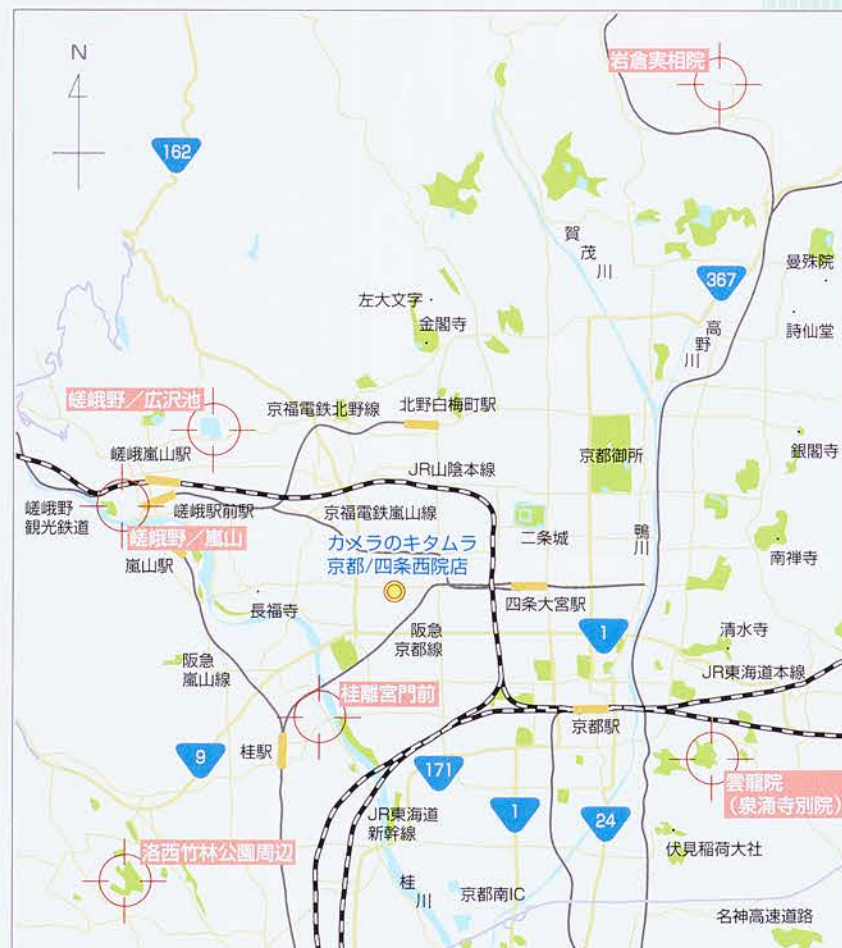 N
岩倉実相院
162
賀茂川
曼殊院
367
左大文字
高野川
金閣寺
詩仙堂
嵯峨野／広沢池
京福電鉄北野線
北野白梅町駅
嵯峨嵐山駅
JR山陰本線
京都御所
銀閣寺
嵯峨野
観光鉄道
嵯峨駅前駅
京福電鉄嵐山線
嵯峨野／嵐山
カメラのキタムラ
京都/四条西院店
二条城
鴨川
嵐山駅
南禅寺
長福寺
四条大宮駅
阪急
京都線
1
清水寺
阪急
嵐山線
JR東海道本線
桂離宮門前
京都駅
桂駅
9
171
雲龍院
（泉涌寺別院）
JR東海道
新幹線
1
24
洛西竹林公園周辺
伏見稲荷大社
桂川
京都南IC
名神高速道路